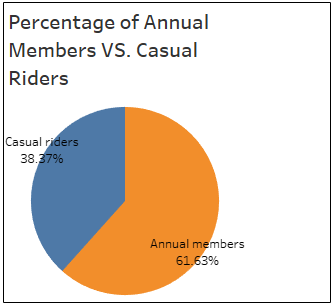 Percentage of Annual
Members VS. Casual
Riders
Casual riders
38.37%
Annual members
61.63%